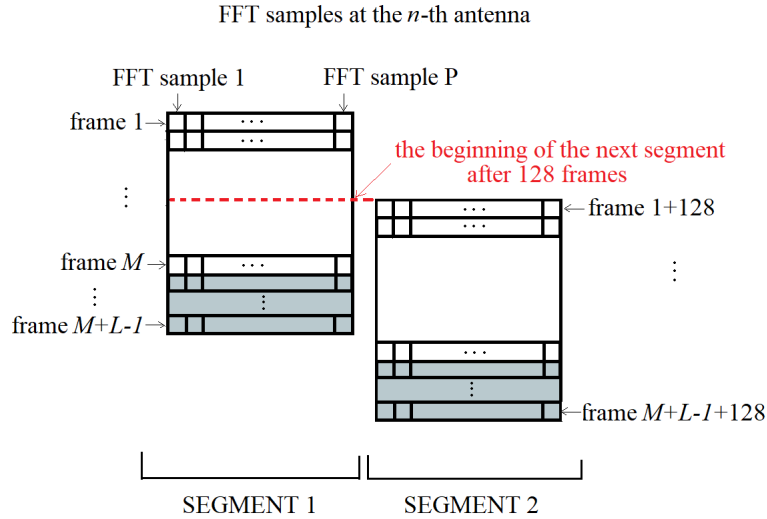 FFT samples at the n-th antenna
FFT sample 1
FFT sample P
frame 1
...
the beginning of the next segment
after 128 frames
...
...
frame 1+128
...
...
frame M
...
...
...
...
frame M+L-1
...
...
frame M+L-1+128
SEGMENT 1
SEGMENT 2